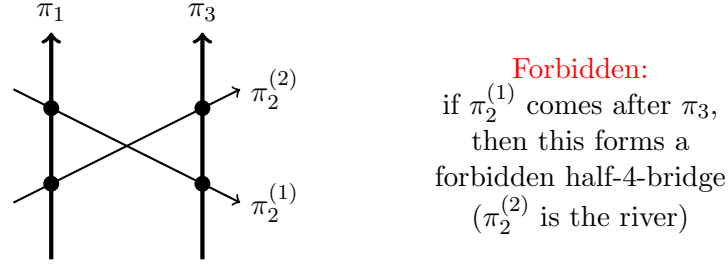 π₁
π₃
π₂⁽²⁾
π₂⁽¹⁾
Forbidden:
if π₂⁽¹⁾ comes after π₃,
then this forms a
forbidden half-4-bridge
(π₂⁽²⁾ is the river)